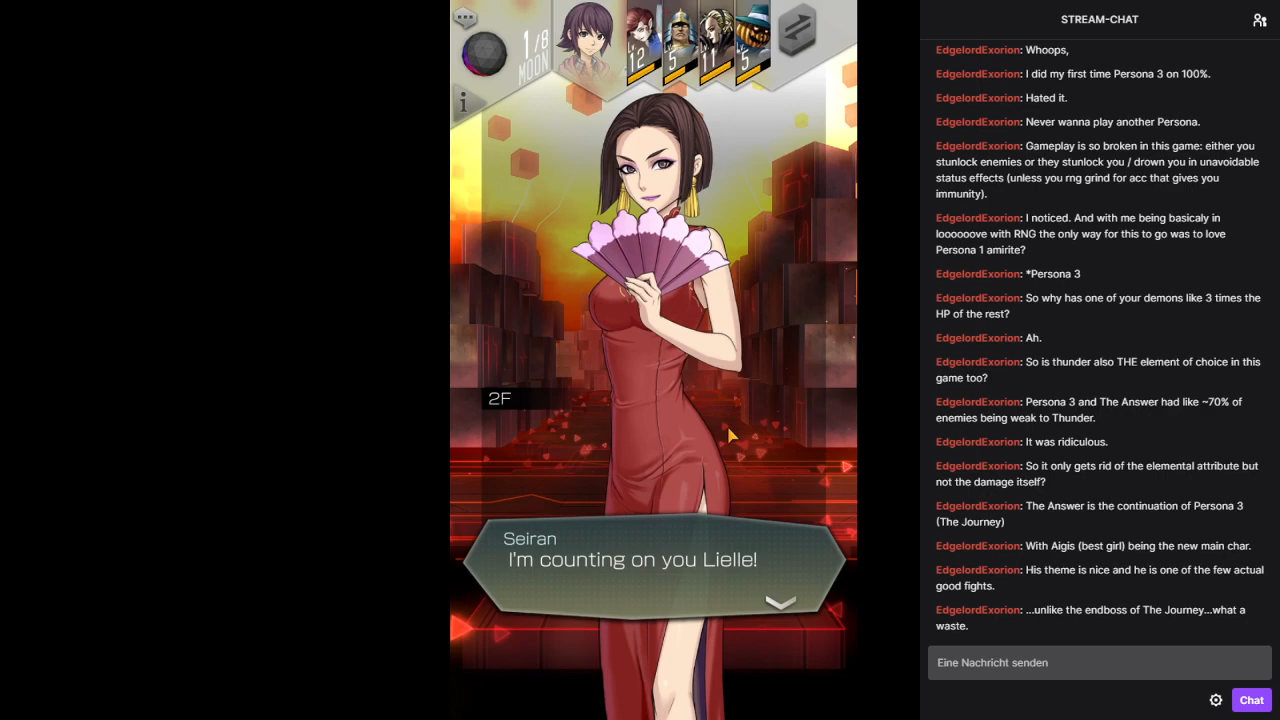 1/8
MOON
Lv.
12
Lv.
5
Lv.
11
Lv.
5
i
2F
Seiran
I'm counting on you Lielle!
STREAM-CHAT
EdgelordExorion: Whoops,
EdgelordExorion: I did my first time Persona 3 on 100%.
EdgelordExorion: Hated it.
EdgelordExorion: Never wanna play another Persona.
EdgelordExorion: Gameplay is so broken in this game: either you
stunlock enemies or they stunlock you / drown you in unavoidable
status effects (unless you rng grind for acc that gives you
immunity).
EdgelordExorion: I noticed. And with me being basicaly in
loooooove with RNG the only way for this to go was to love
Persona 1 amirite?
EdgelordExorion: *Persona 3
EdgelordExorion: So why has one of your demons like 3 times the
HP of the rest?
EdgelordExorion: Ah.
EdgelordExorion: So is thunder also THE element of choice in this
game too?
EdgelordExorion: Persona 3 and The Answer had like ~70% of
enemies being weak to Thunder.
EdgelordExorion: It was ridiculous.
EdgelordExorion: So it only gets rid of the elemental attribute but
not the damage itself?
EdgelordExorion: The Answer is the continuation of Persona 3
(The Journey)
EdgelordExorion: With Aigis (best girl) being the new main char.
EdgelordExorion: His theme is nice and he is one of the few actual
good fights.
EdgelordExorion: ...unlike the endboss of The Journey...what a
waste.
Eine Nachricht senden
Chat